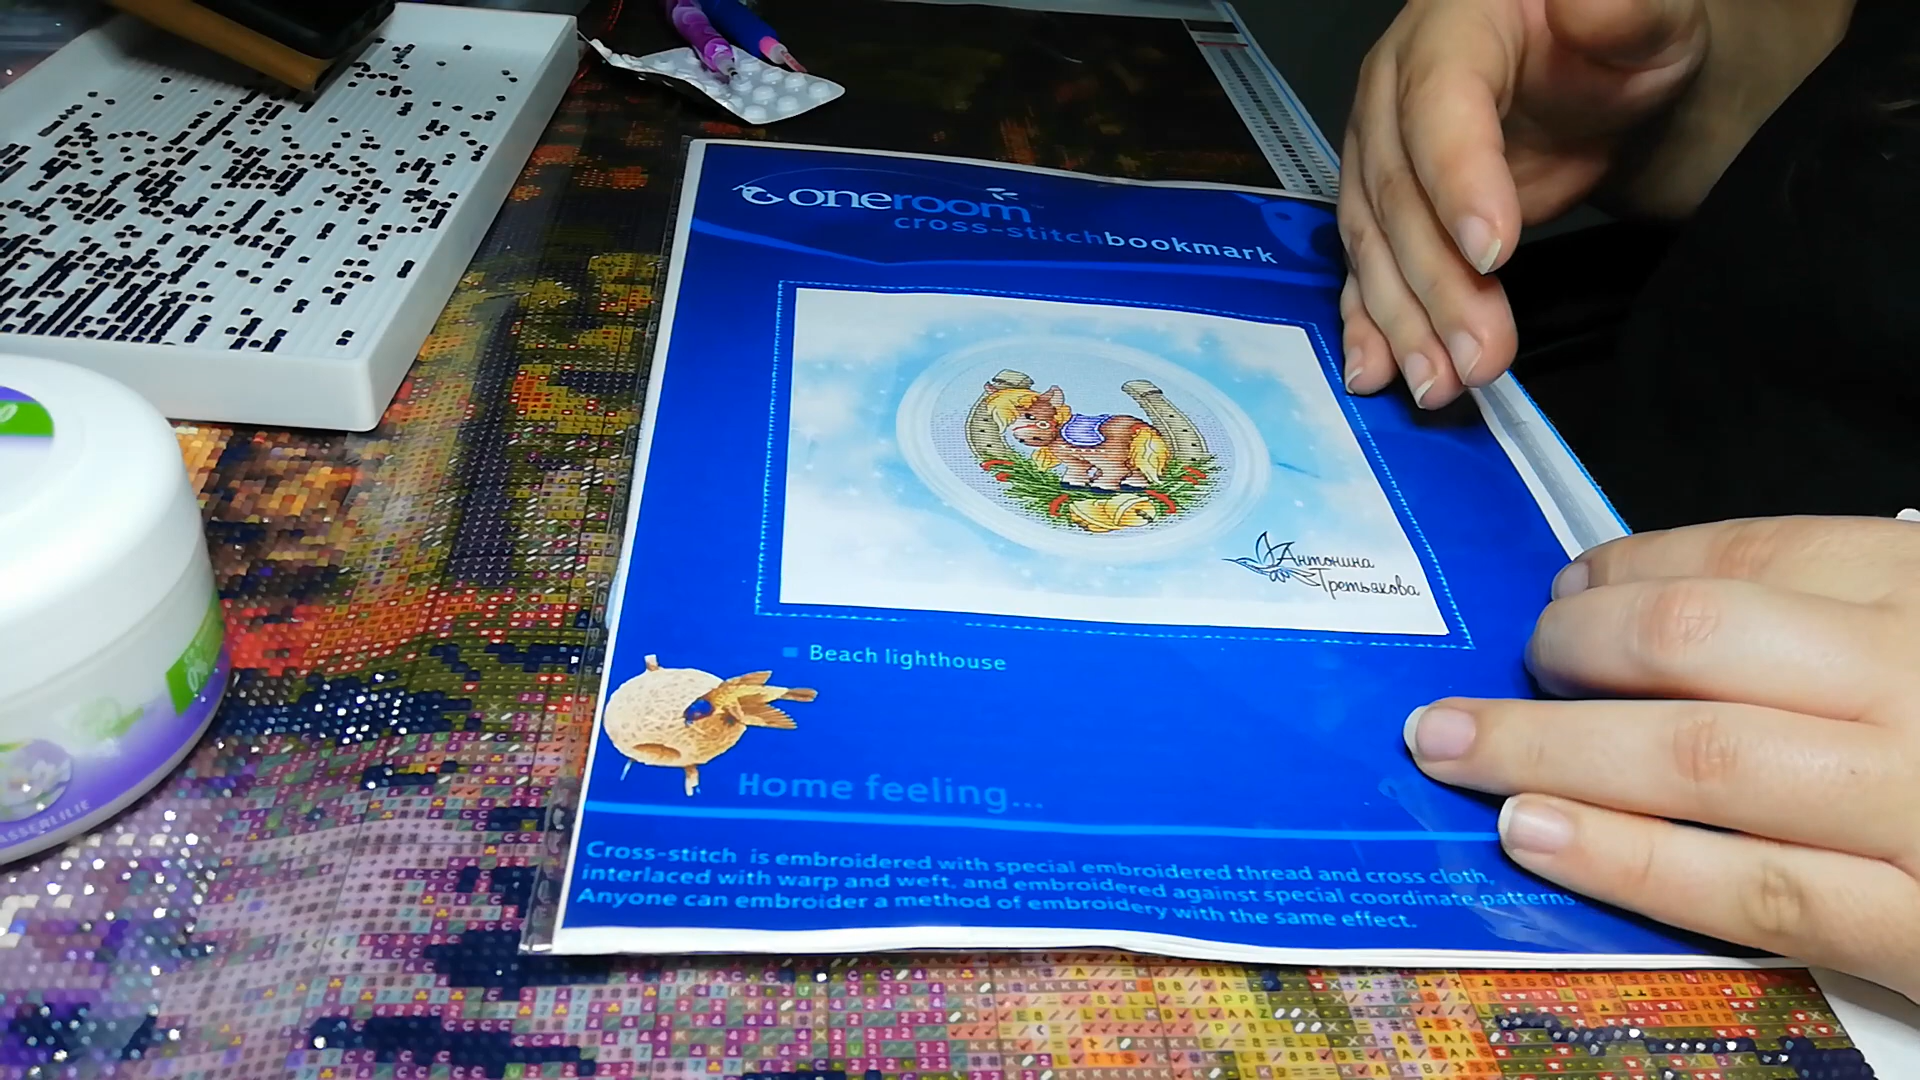 oneroom
cross-stitchbookmark
Антонина
Третьякова
Beach lighthouse
Home feeling...
Cross-stitch is embroidered with special embroidered thread and cross cloth,
interlaced with warp and weft, and embroidered against special coordinate patterns
Anyone can embroider a method of embroidery with the same effect.
ASSERLILIE